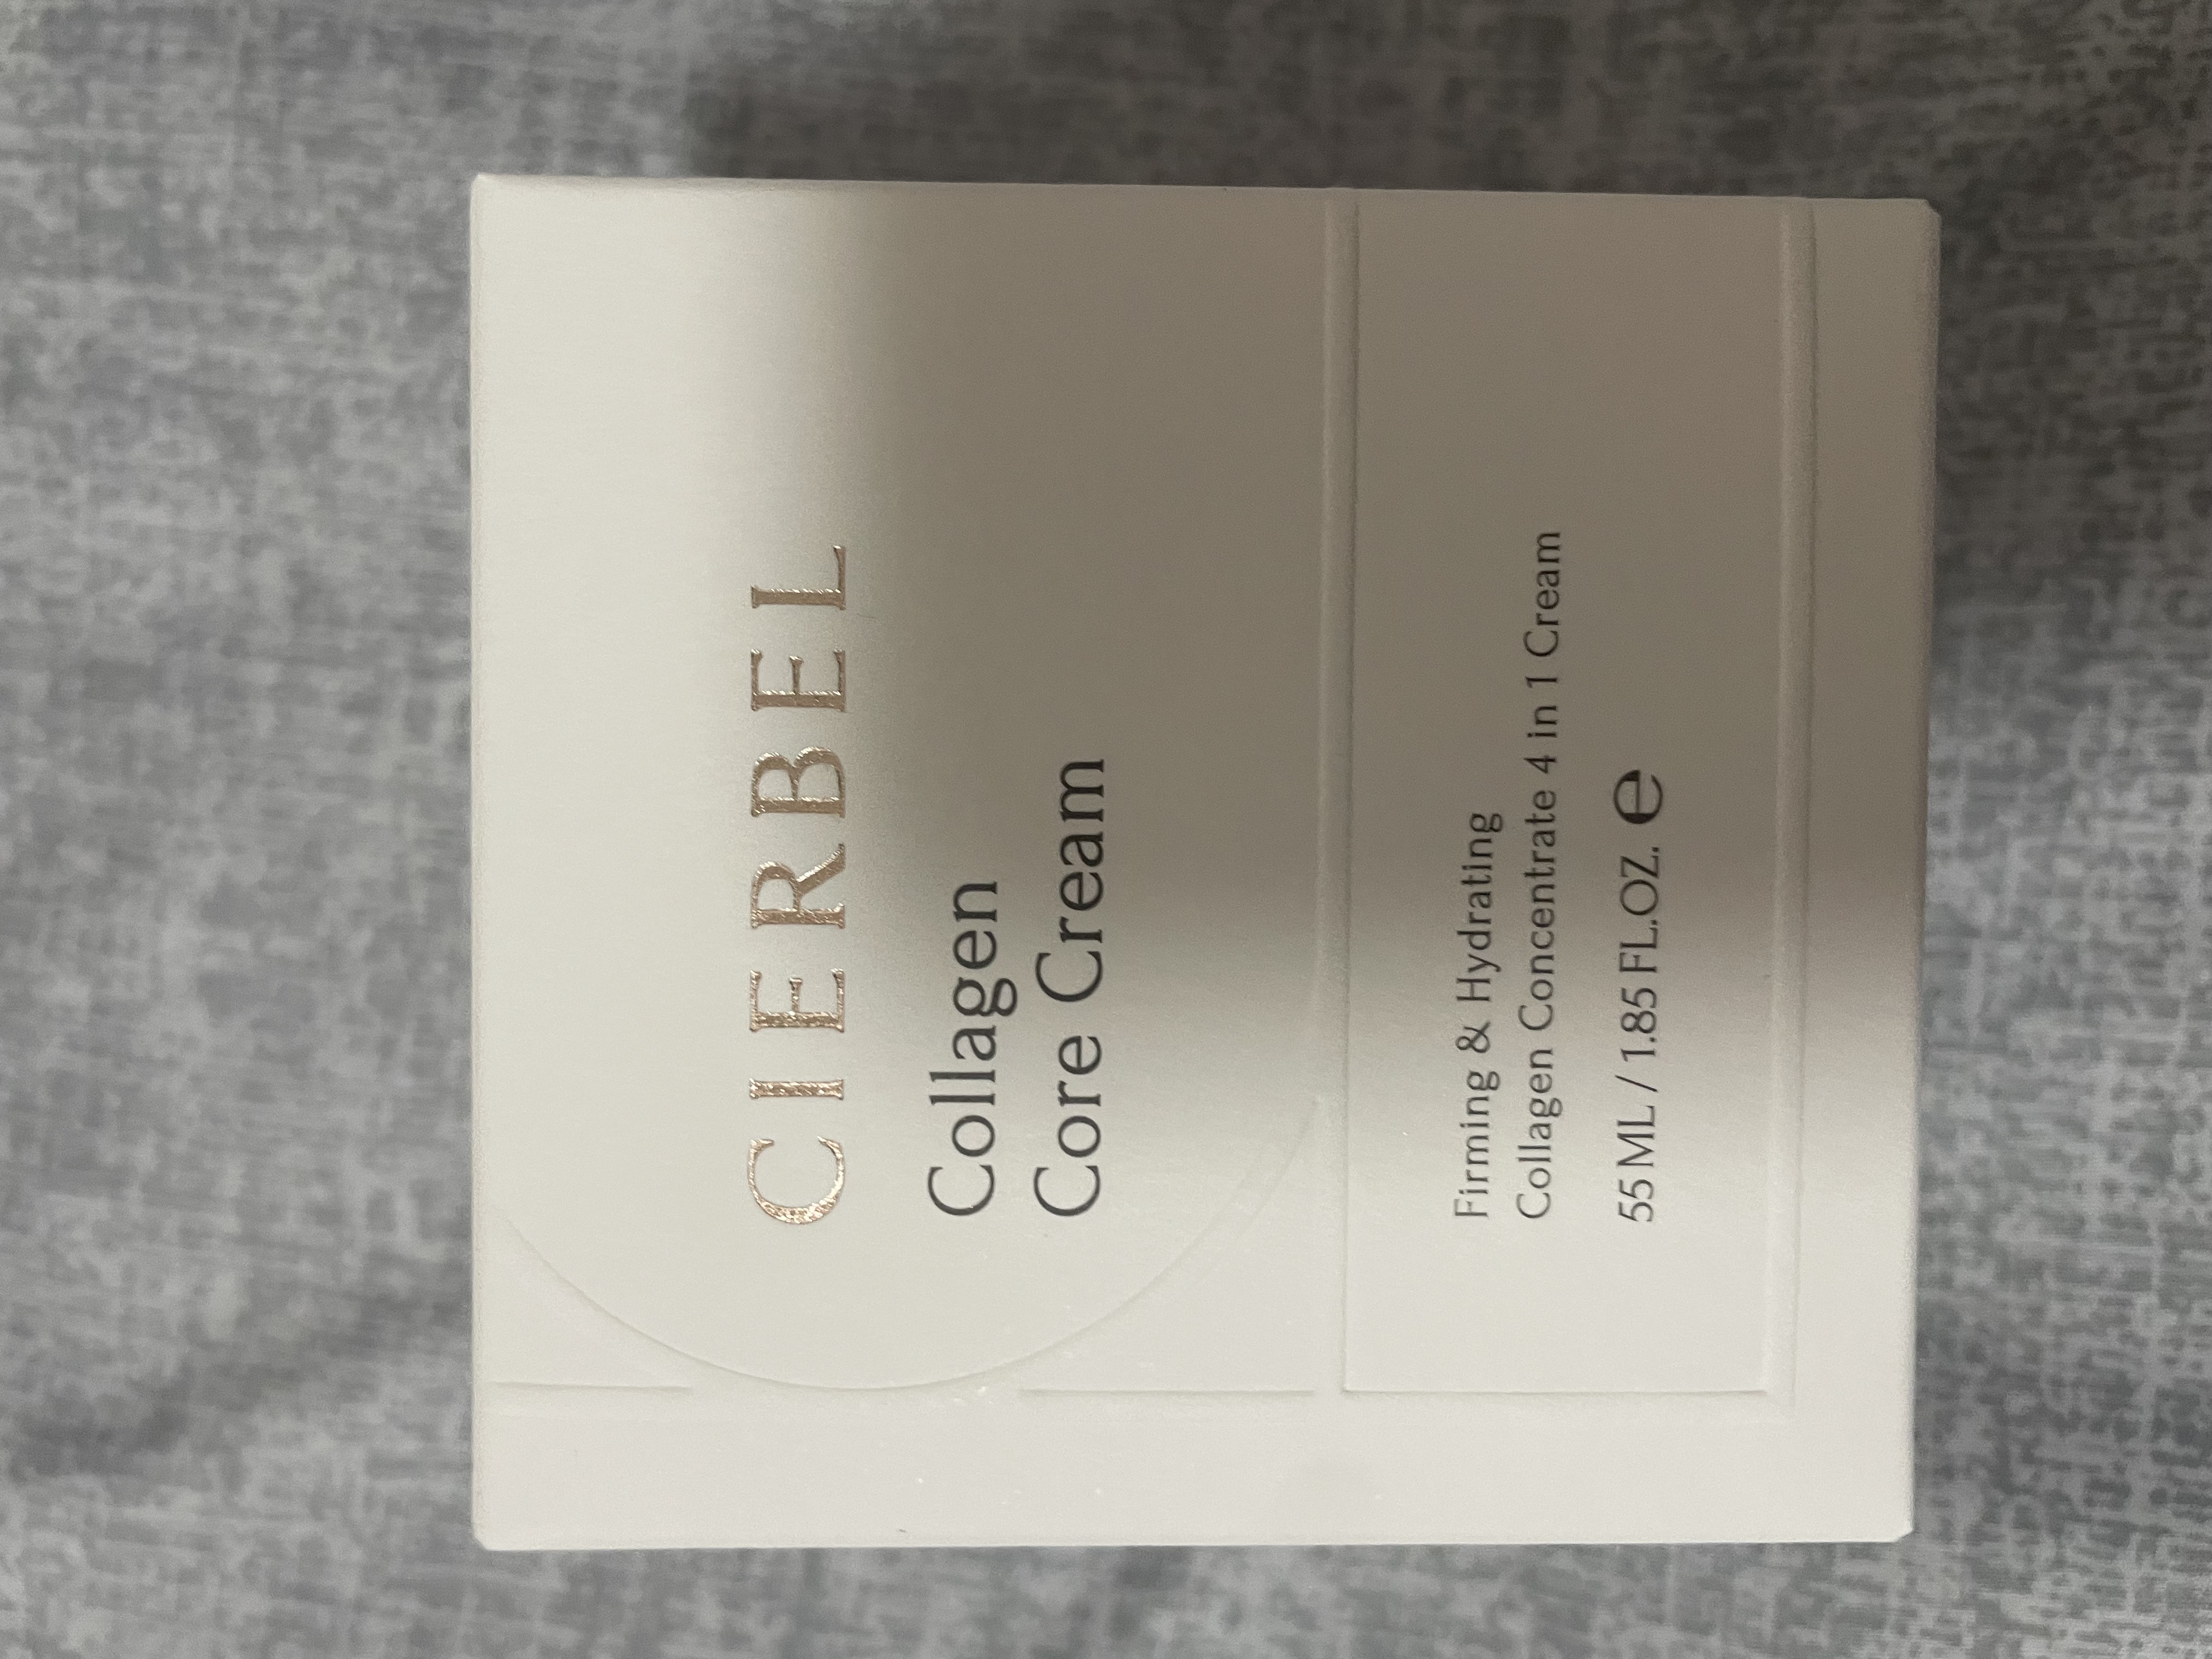 CIERBEL
Collagen
Core Cream
Firming & Hydrating
Collagen Concentrate 4 in 1 Cream
55 ML / 1.85 FL.OZ. ℮